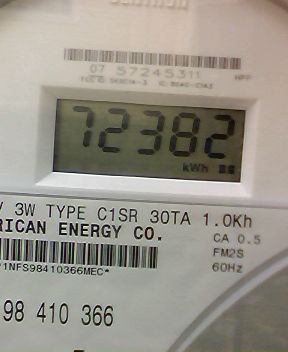 07 57245311
72382
kWh
V 3W TYPE C1SR 30TA 1.0Kh
RICAN ENERGY CO.
CA 0.5
FM2S
60Hz
1NFS98410366MEC*
98 410 366